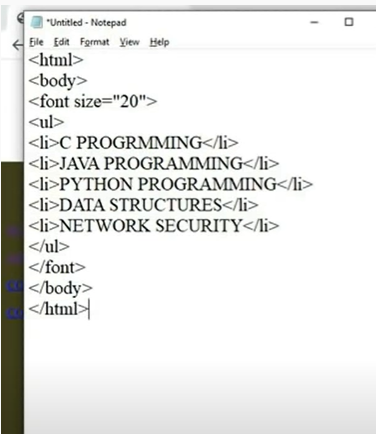 *Untitled - Notepad
File Edit Format View Help
<html>
<body>
<font size="20">
<ul>
<li>C PROGRMMING</li>
<li>JAVA PROGRAMMING</li>
<li>PYTHON PROGRAMMING</li>
<li>DATA STRUCTURES</li>
<li>NETWORK SECURITY</li>
</ul>
</font>
</body>
</html>